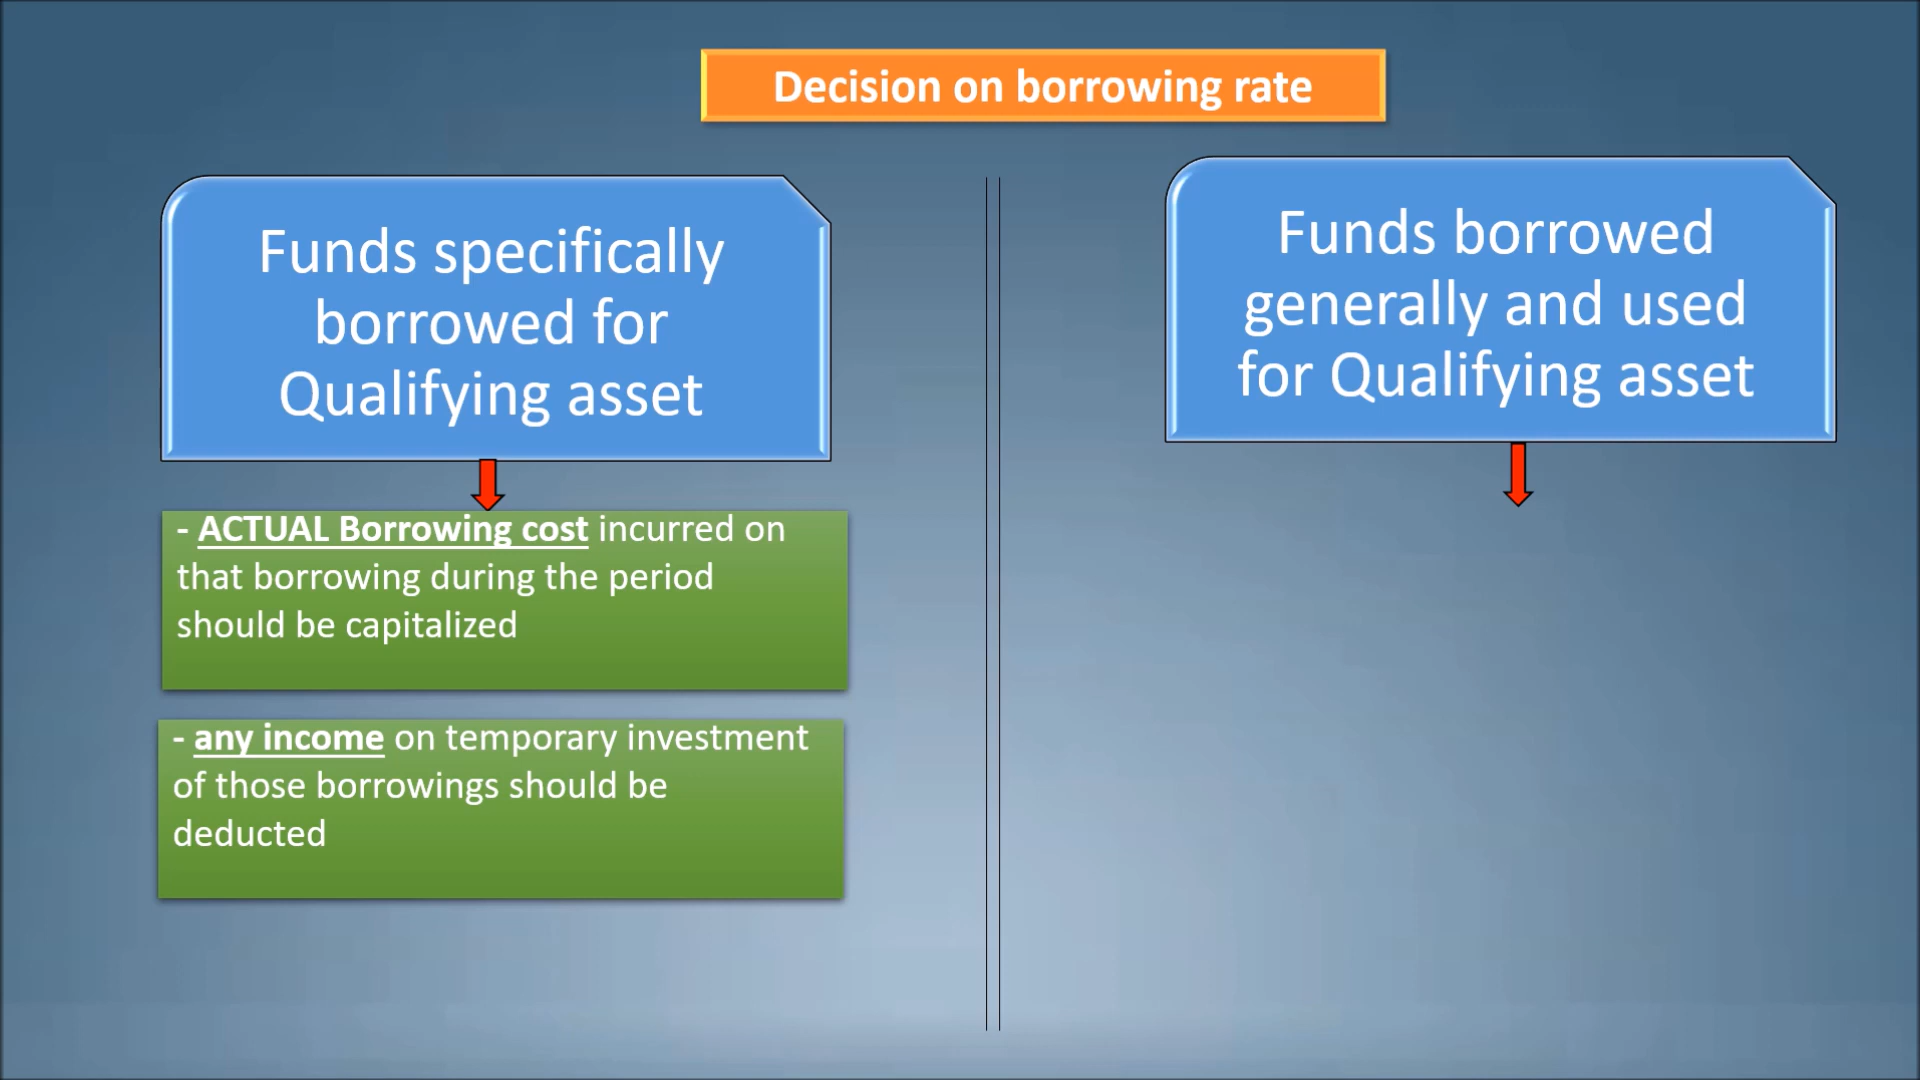 Decision on borrowing rate
Funds specifically
borrowed for
Qualifying asset
- ACTUAL Borrowing cost incurred on
that borrowing during the period
should be capitalized
- any income on temporary investment
of those borrowings should be
deducted
Funds borrowed
generally and used
for Qualifying asset